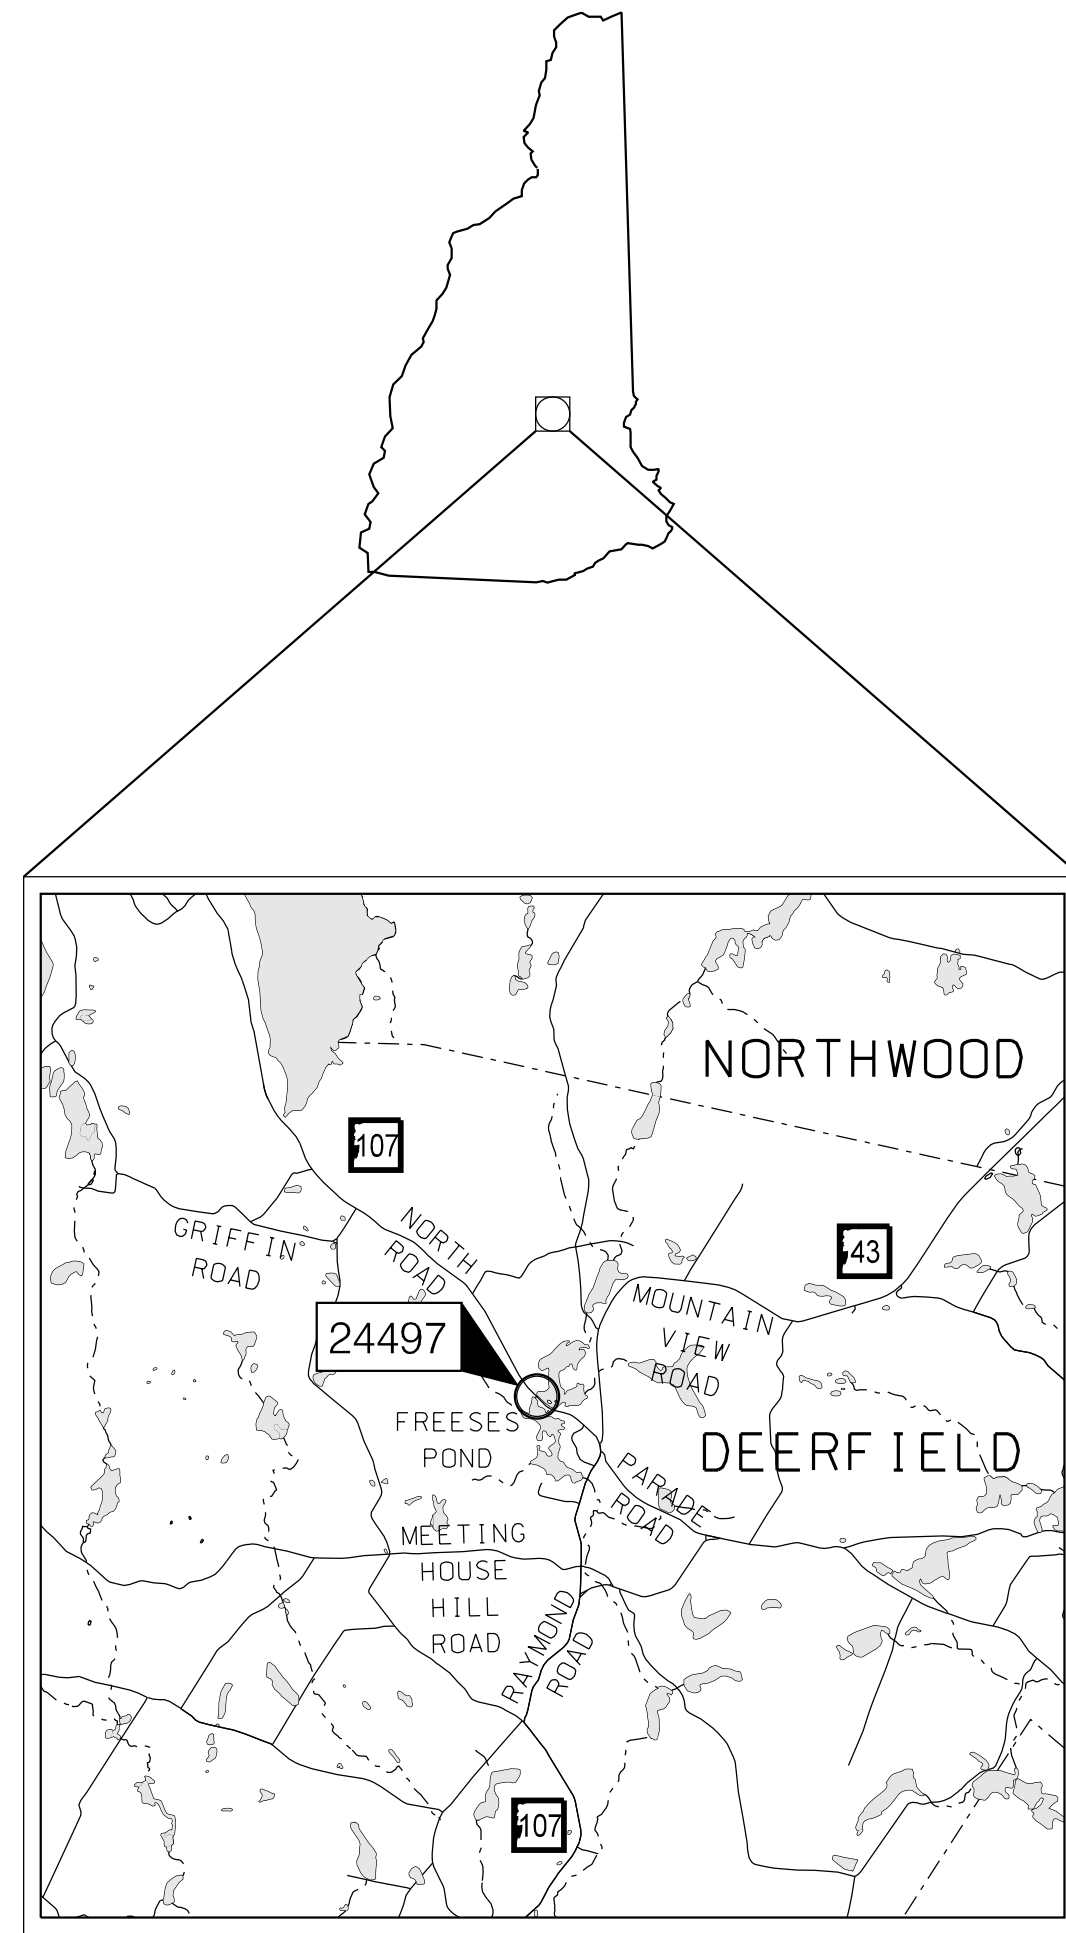 NORTHWOOD
107
GRIFFIN
ROAD
NORTH
ROAD
43
24497
MOUNTAIN
VIEW
ROAD
FREESES
POND
DEERFIELD
PARADE
ROAD
MEETING
HOUSE
HILL
ROAD
RAYMOND
ROAD
107